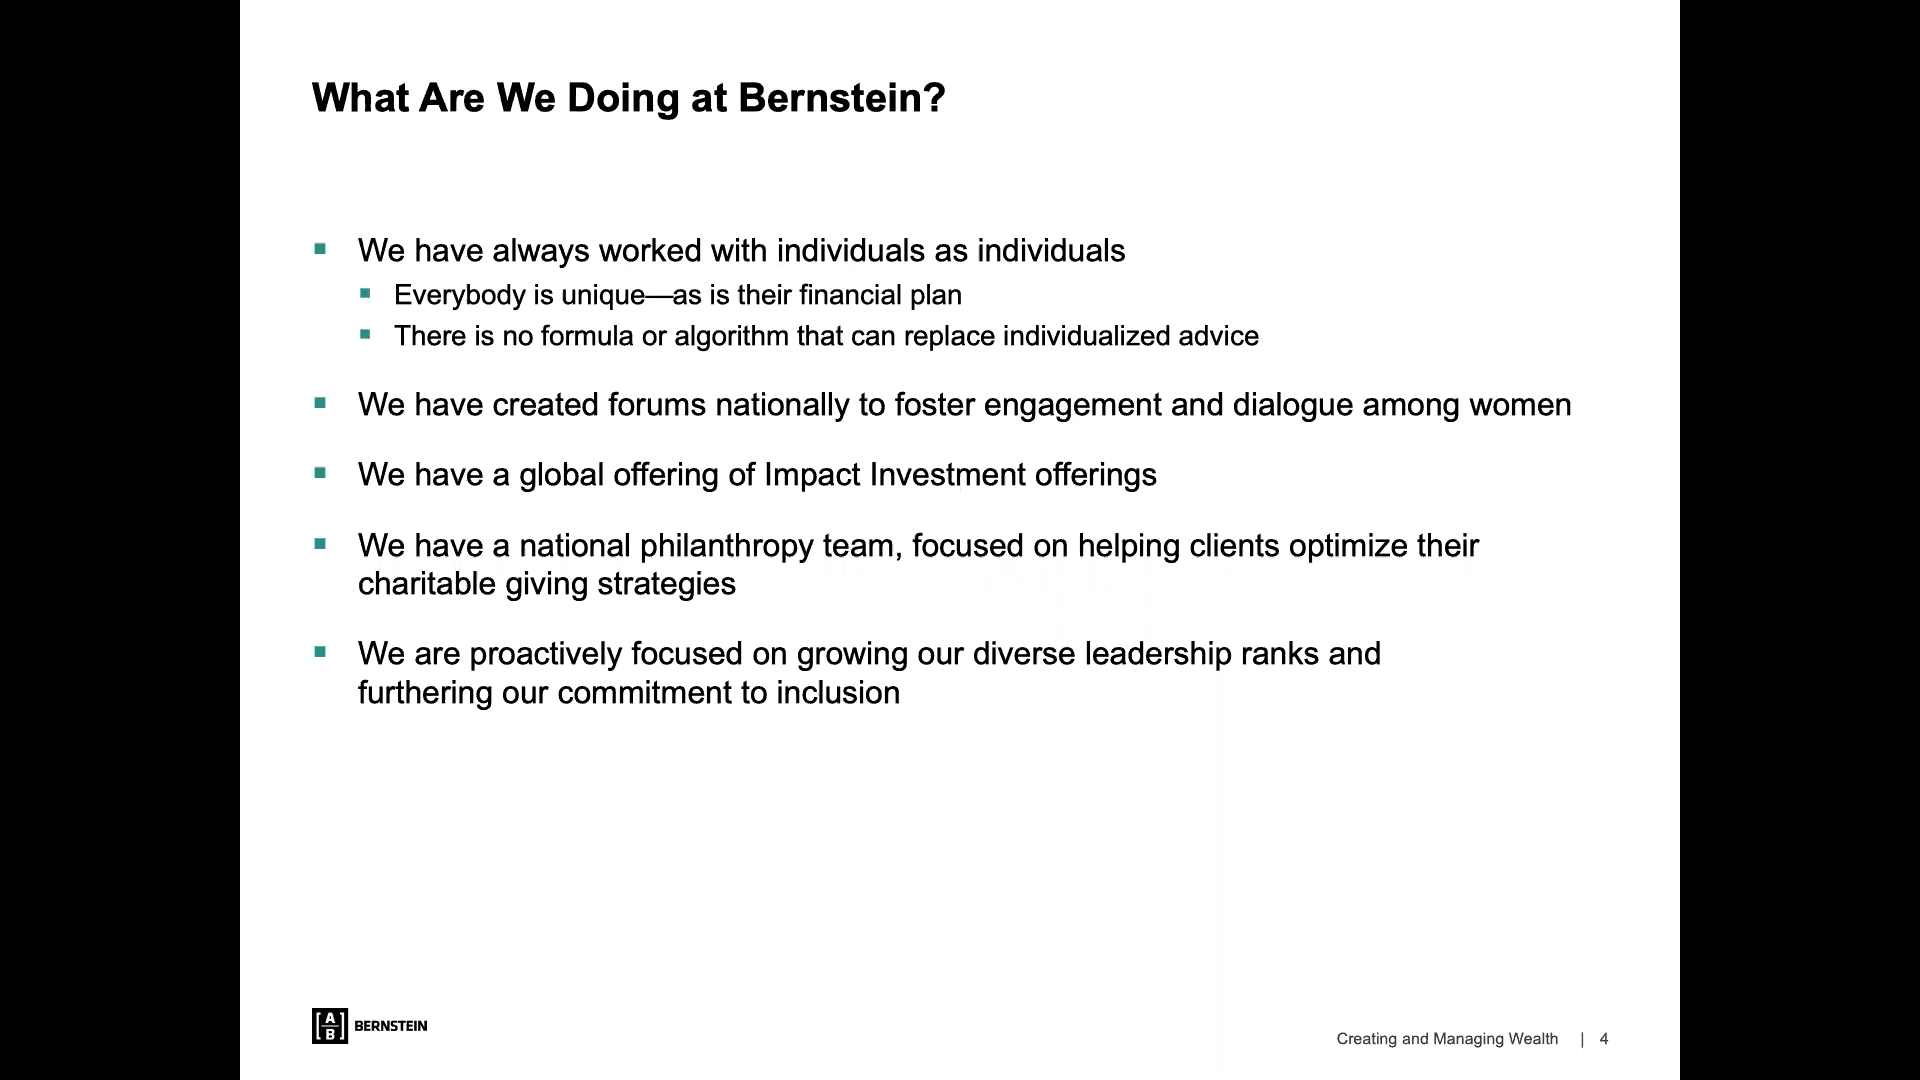 What Are We Doing at Bernstein?
We have always worked with individuals as individuals
Everybody is unique—as is their financial plan
There is no formula or algorithm that can replace individualized advice
We have created forums nationally to foster engagement and dialogue among women
We have a global offering of Impact Investment offerings
We have a national philanthropy team, focused on helping clients optimize their
charitable giving strategies
We are proactively focused on growing our diverse leadership ranks and
furthering our commitment to inclusion
[A B] BERNSTEIN
Creating and Managing Wealth | 4